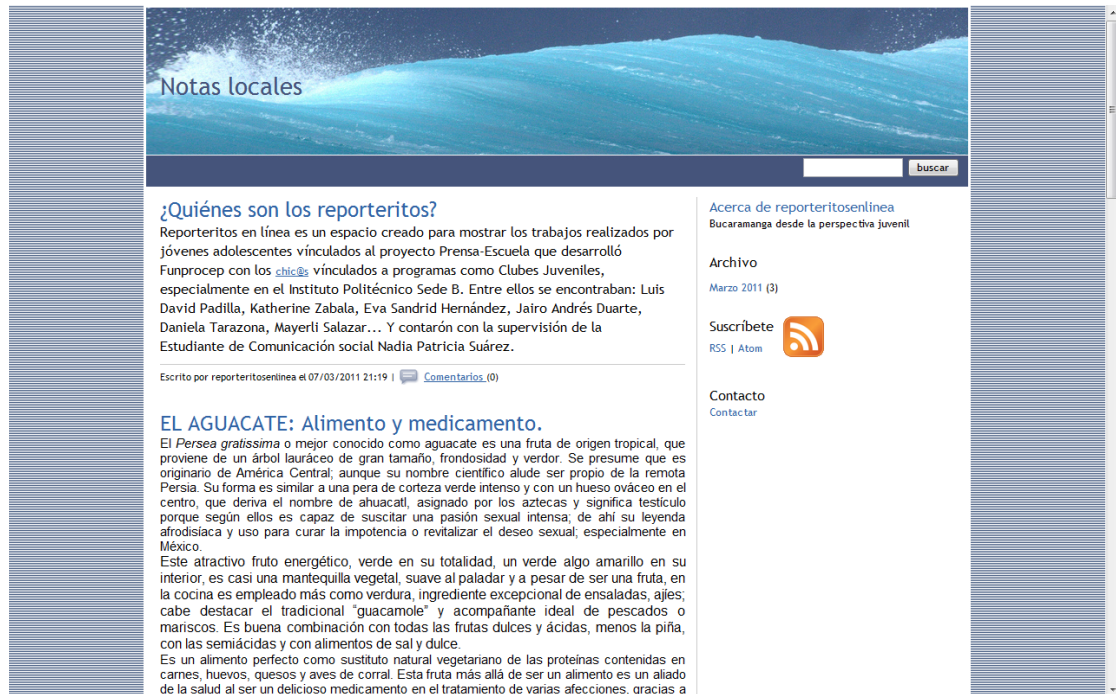 Notas locales
buscar
¿Quiénes son los reporteritos?
Reporteritos en línea es un espacio creado para mostrar los trabajos realizados por
jóvenes adolescentes vínculados al proyecto Prensa-Escuela que desarrolló
Funprocep con los chic@s vínculados a programas como Clubes Juveniles,
especialmente en el Instituto Politécnico Sede B. Entre ellos se encontraban: Luis
David Padilla, Katherine Zabala, Eva Sandrid Hernández, Jairo Andrés Duarte,
Daniela Tarazona, Mayerli Salazar... Y contarón con la supervisión de la
Estudiante de Comunicación social Nadia Patricia Suárez.
Escrito por reporteritosenlinea el 07/03/2011 21:19 | Comentarios (0)
EL AGUACATE: Alimento y medicamento.
El Persea gratissima o mejor conocido como aguacate es una fruta de origen tropical, que
proviene de un árbol lauráceo de gran tamaño, frondosidad y verdor. Se presume que es
originario de América Central; aunque su nombre científico alude ser propio de la remota
Persia. Su forma es similar a una pera de corteza verde intenso y con un hueso ováceo en el
centro, que deriva el nombre de ahuacatl, asignado por los aztecas y significa testículo
porque según ellos es capaz de suscitar una pasión sexual intensa; de ahí su leyenda
afrodisíaca y uso para curar la impotencia o revitalizar el deseo sexual; especialmente en
México.
Este atractivo fruto energético, verde en su totalidad, un verde algo amarillo en su
interior, es casi una mantequilla vegetal, suave al paladar y a pesar de ser una fruta, en
la cocina es empleado más como verdura, ingrediente excepcional de ensaladas, ajíes;
cabe destacar el tradicional "guacamole" y acompañante ideal de pescados o
mariscos. Es buena combinación con todas las frutas dulces y ácidas, menos la piña,
con las semiácidas y con alimentos de sal y dulce.
Es un alimento perfecto como sustituto natural vegetariano de las proteínas contenidas en
carnes, huevos, quesos y aves de corral. Esta fruta más allá de ser un alimento es un aliado
de la salud al ser un delicioso medicamento en el tratamiento de varias afecciones, gracias a
Acerca de reporteritosenlinea
Bucaramanga desde la perspectiva juvenil
Archivo
Marzo 2011 (3)
Suscríbete
RSS | Atom
Contacto
Contactar